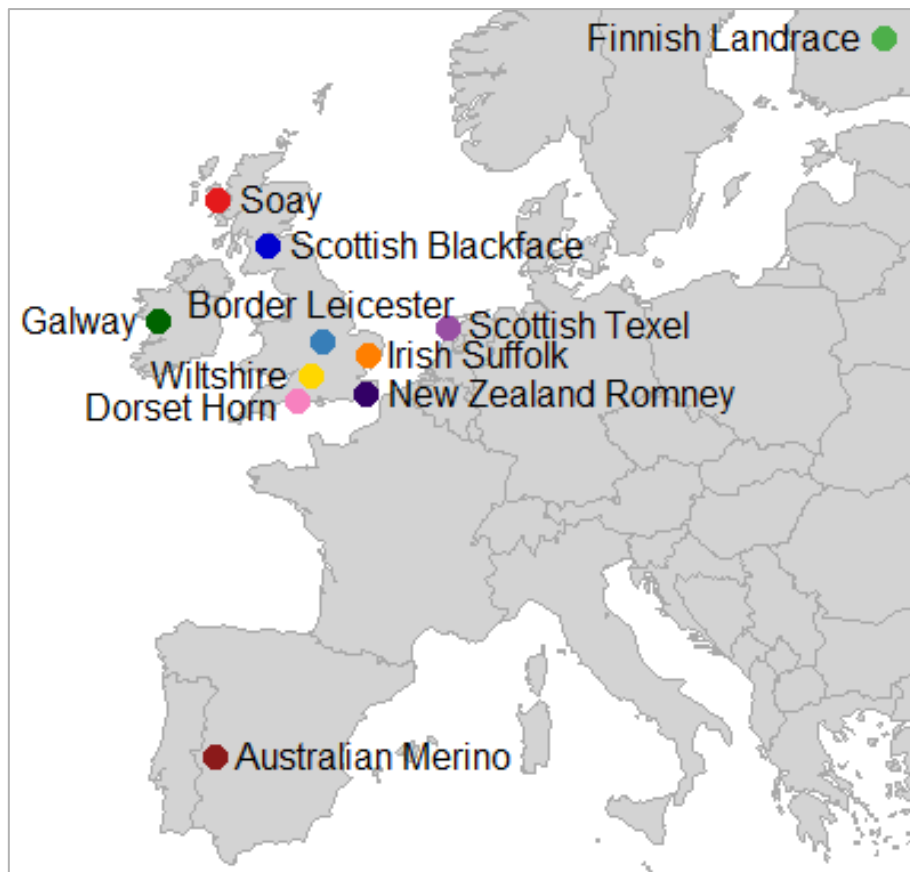 Finnish Landrace
Soay
Scottish Blackface
Border Leicester
Galway
Scottish Texel
Irish Suffolk
Wiltshire
New Zealand Romney
Dorset Horn
Australian Merino